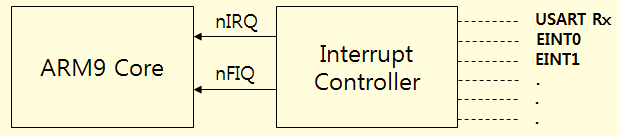 nIRQ
ARM9 Core
nFIQ
Interrupt
Controller
USART Rx
EINT0
EINT1
.
.
.